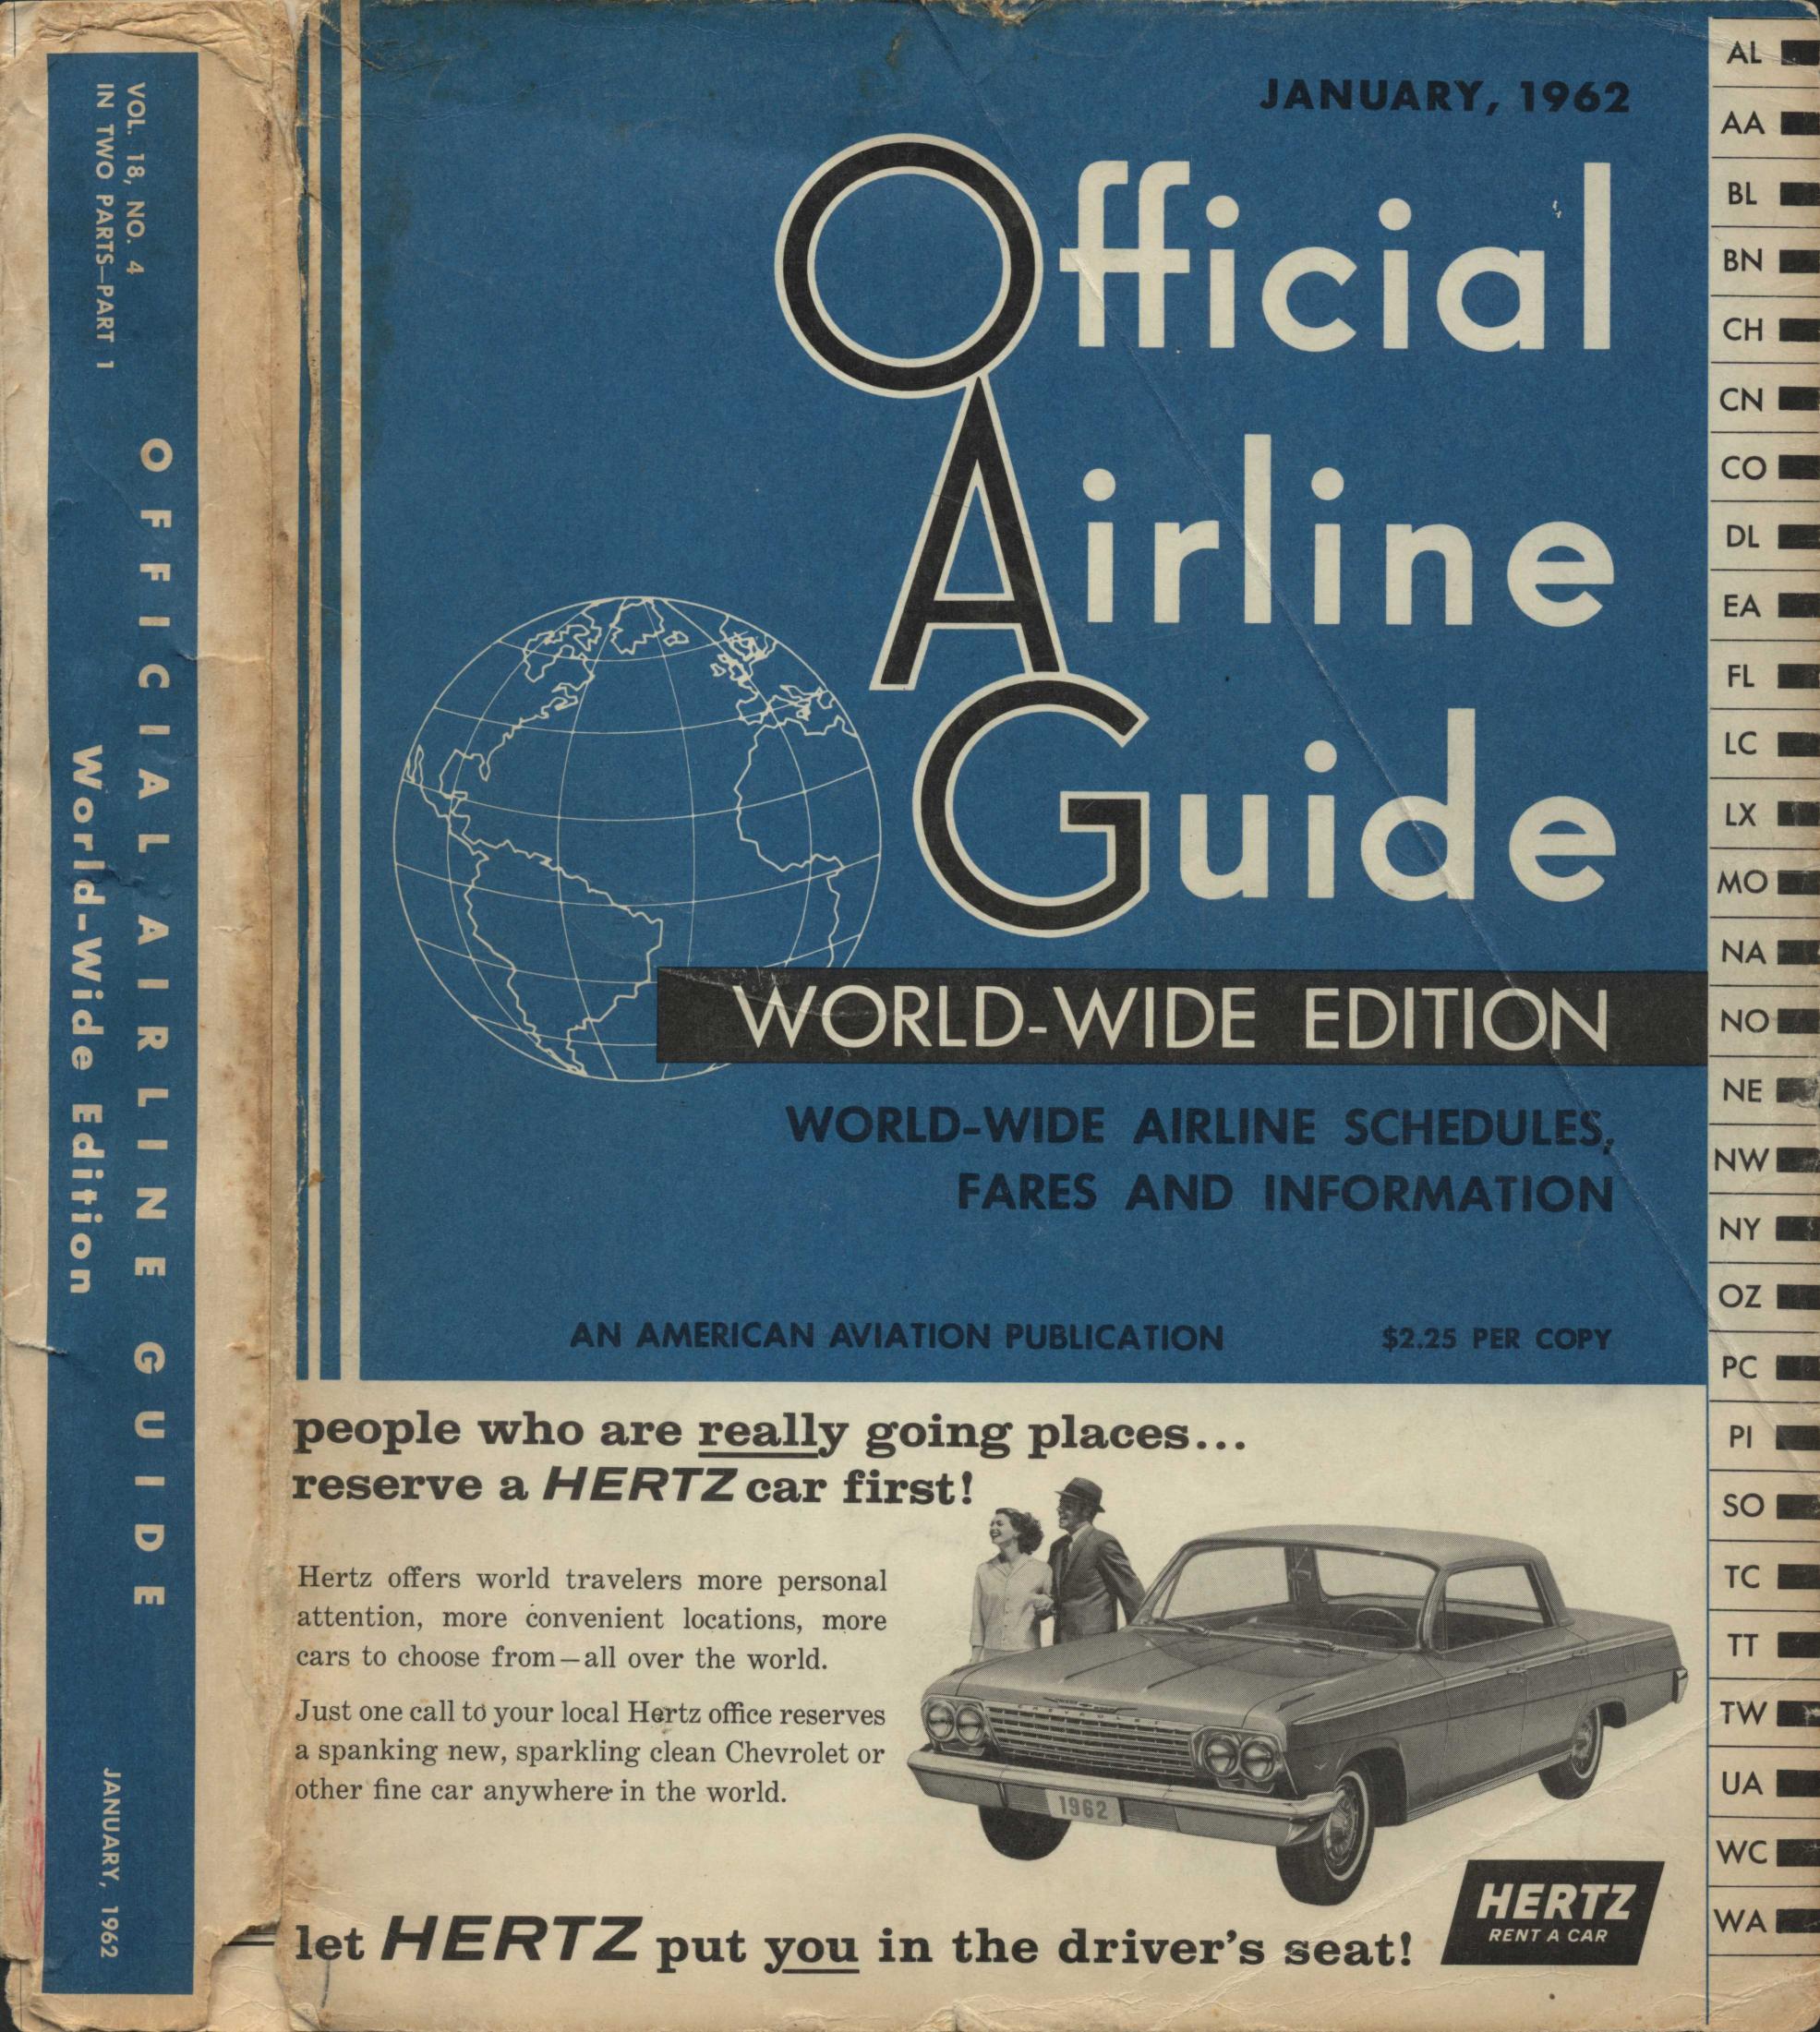 VOL. 18, NO. 4
IN TWO PARTS—PART 1
OFFICIAL AIRLINE GUIDE
World-Wide Edition
JANUARY, 1962
JANUARY, 1962
Official
Airline
Guide
WORLD-WIDE EDITION
WORLD-WIDE AIRLINE SCHEDULES,
FARES AND INFORMATION
AN AMERICAN AVIATION PUBLICATION
$2.25 PER COPY
people who are really going places...
reserve a HERTZ car first!
Hertz offers world travelers more personal
attention, more convenient locations, more
cars to choose from—all over the world.
Just one call to your local Hertz office reserves
a spanking new, sparkling clean Chevrolet or
other fine car anywhere in the world.
CHEVROLET
1962
let HERTZ put you in the driver's seat!
HERTZ
RENT A CAR
AL
AA
BL
BN
CH
CN
CO
DL
EA
FL
LC
LX
MO
NA
NO
NE
NW
NY
OZ
PC
PI
SO
TC
TT
TW
UA
WC
WA